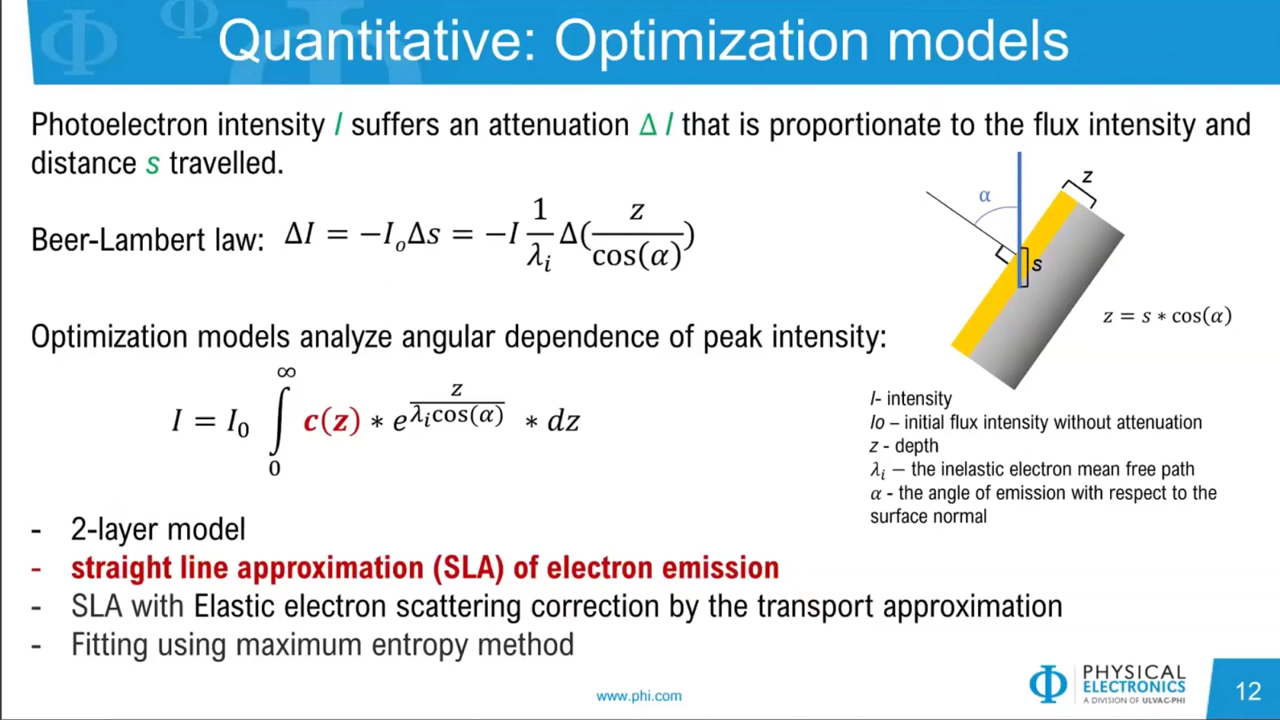 Quantitative: Optimization models
Photoelectron intensity I suffers an attenuation Δ I that is proportionate to the flux intensity and
distance s travelled.
Beer-Lambert law: ΔI = −IₒΔs = −I 1/λᵢ Δ(z/cos(α))
z
α
s
z = s ∗ cos(α)
Optimization models analyze angular dependence of peak intensity:
I = I₀ ∫₀^∞ c(z) ∗ e^(z/(λᵢcos(α))) ∗ dz
I- intensity
Io – initial flux intensity without attenuation
z - depth
λᵢ – the inelastic electron mean free path
α - the angle of emission with respect to the
surface normal
- 2-layer model
- straight line approximation (SLA) of electron emission
- SLA with Elastic electron scattering correction by the transport approximation
- Fitting using maximum entropy method
www.phi.com
Φ PHYSICAL
ELECTRONICS
A DIVISION OF ULVAC-PHI
12